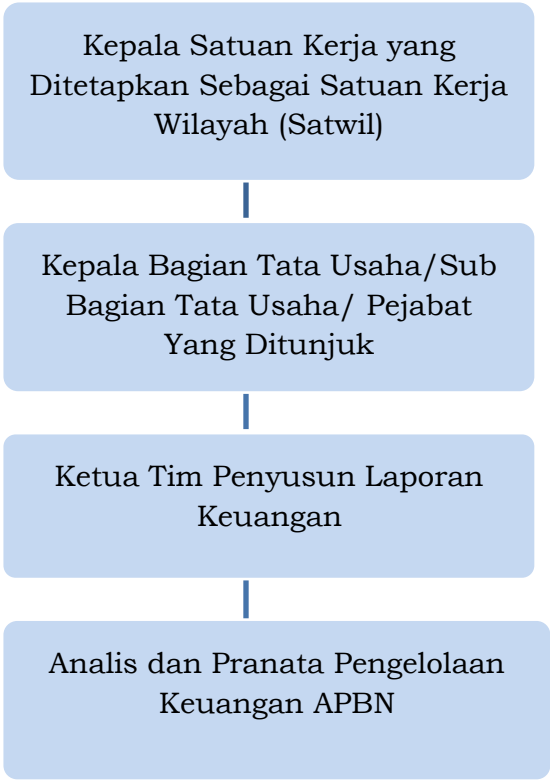 Kepala Satuan Kerja yang
Ditetapkan Sebagai Satuan Kerja
Wilayah (Satwil)
Kepala Bagian Tata Usaha/Sub
Bagian Tata Usaha/ Pejabat
Yang Ditunjuk
Ketua Tim Penyusun Laporan
Keuangan
Analis dan Pranata Pengelolaan
Keuangan APBN